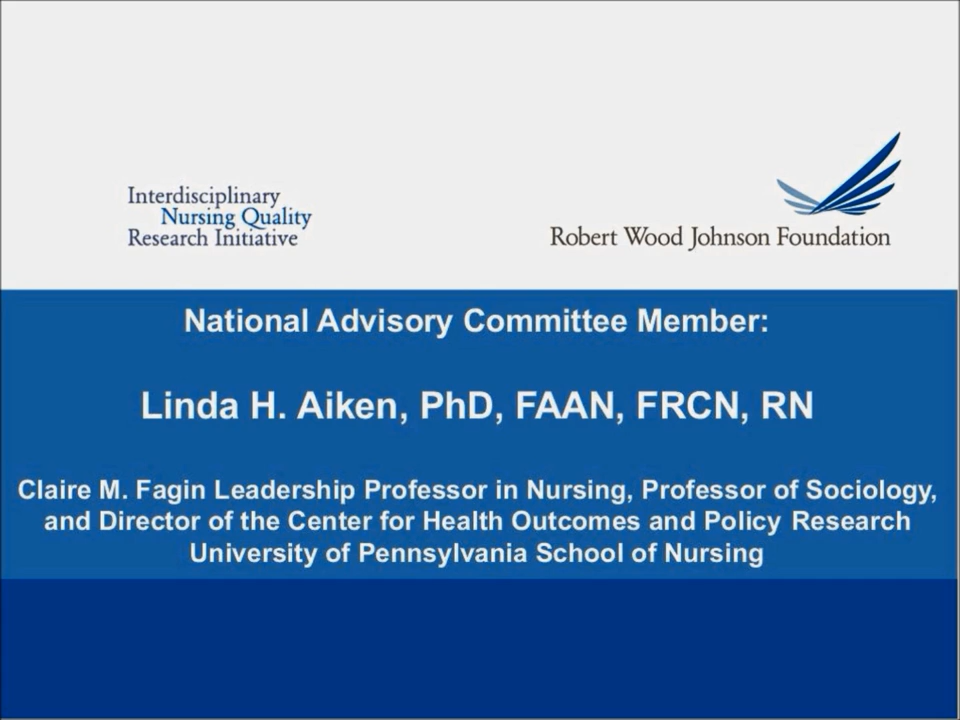 Interdisciplinary
Nursing Quality
Research Initiative
Robert Wood Johnson Foundation
National Advisory Committee Member:
Linda H. Aiken, PhD, FAAN, FRCN, RN
Claire M. Fagin Leadership Professor in Nursing, Professor of Sociology,
and Director of the Center for Health Outcomes and Policy Research
University of Pennsylvania School of Nursing